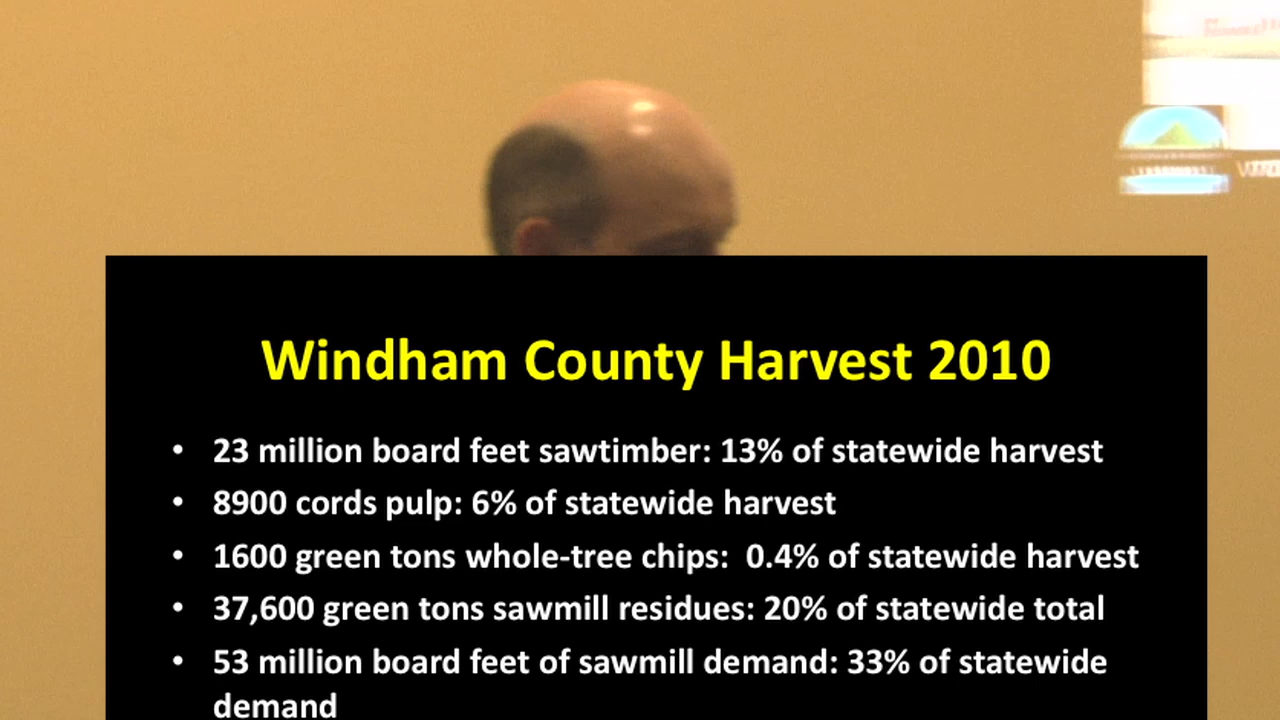 Windham County Harvest 2010
• 23 million board feet sawtimber: 13% of statewide harvest
• 8900 cords pulp: 6% of statewide harvest
• 1600 green tons whole-tree chips:  0.4% of statewide harvest
• 37,600 green tons sawmill residues: 20% of statewide total
• 53 million board feet of sawmill demand: 33% of statewide
demand